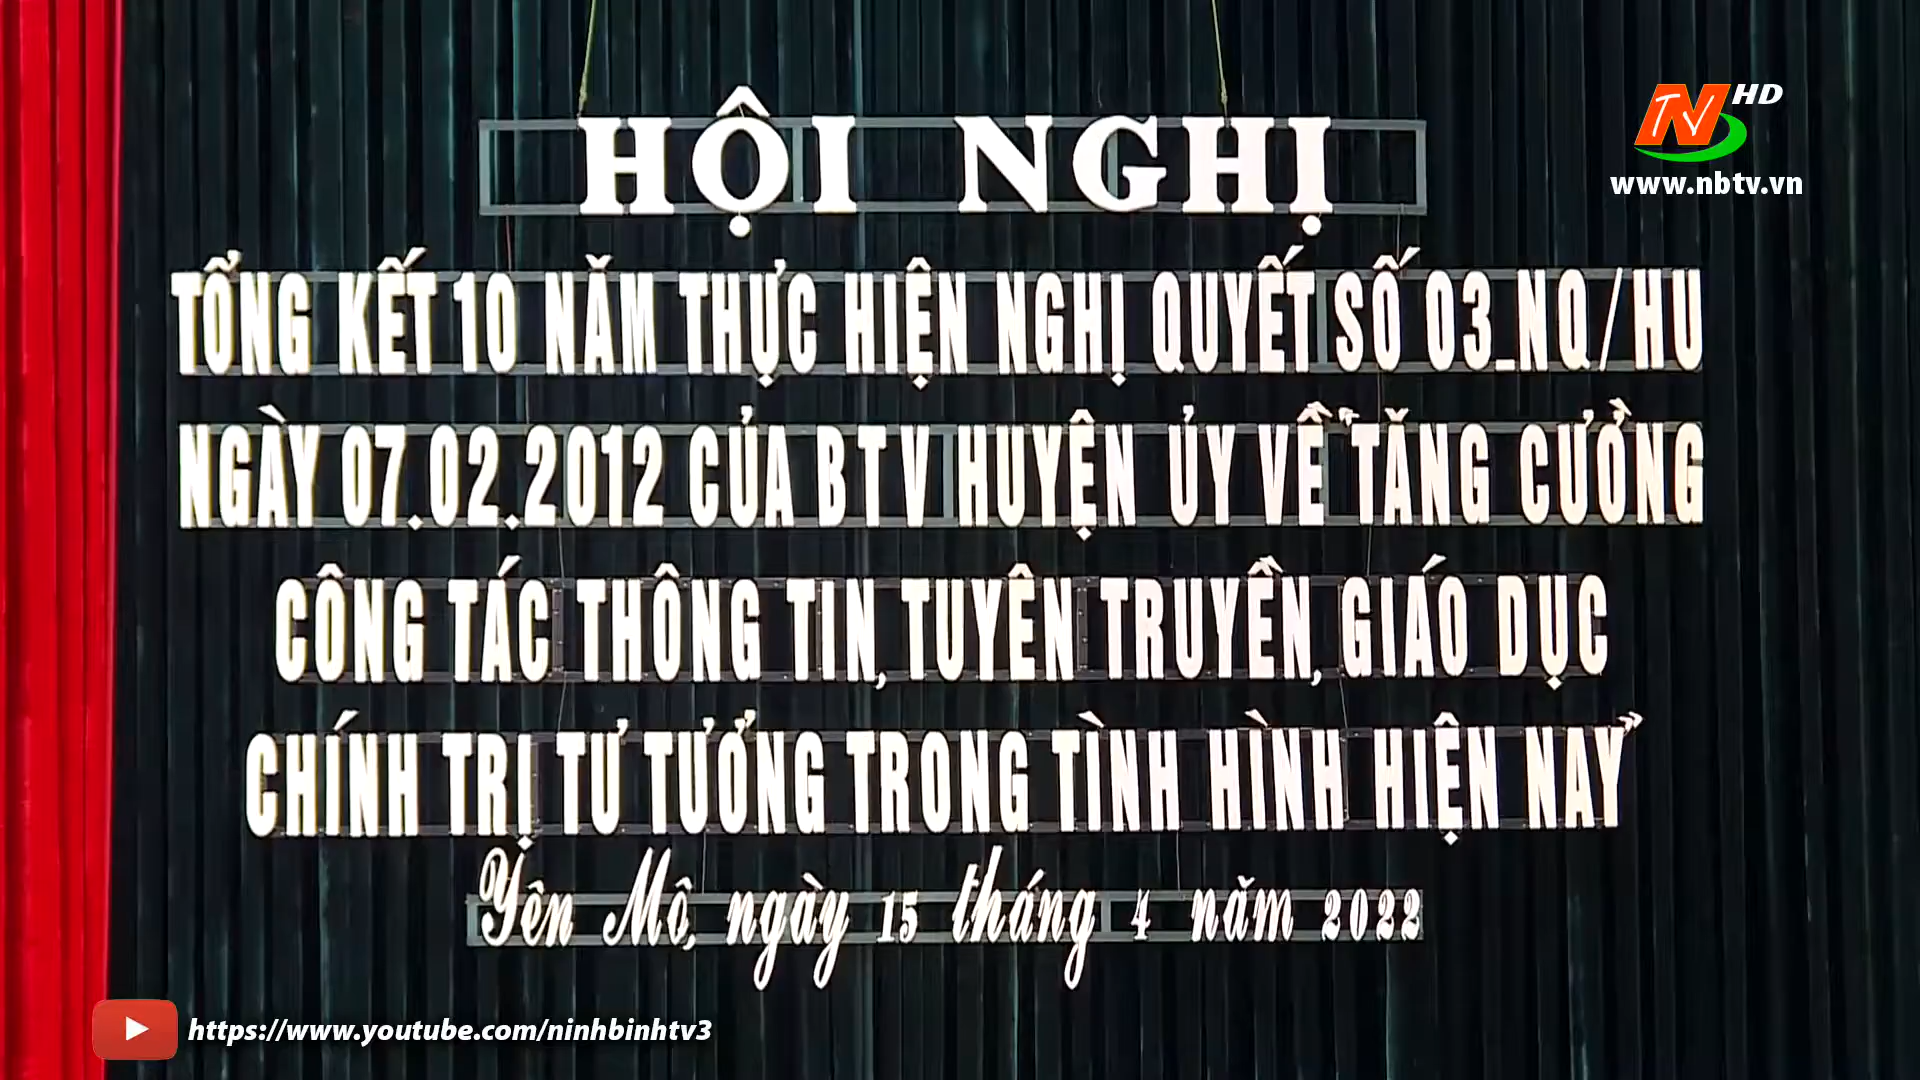 HỘI NGHỊ
TỔNG KẾT 10 NĂM THỰC HIỆN NGHỊ QUYẾT SỐ 03_NQ/HU
NGÀY 07.02.2012 CỦA BTV HUYỆN ỦY VỀ "TĂNG CƯỜNG
CÔNG TÁC THÔNG TIN, TUYÊN TRUYỀN, GIÁO DỤC
CHÍNH TRỊ TƯ TƯỞNG TRONG TÌNH HÌNH HIỆN NAY"
Yên Mô, ngày 15 tháng 4 năm 2022
NTV HD
www.nbtv.vn
https://www.youtube.com/ninhbinhtv3